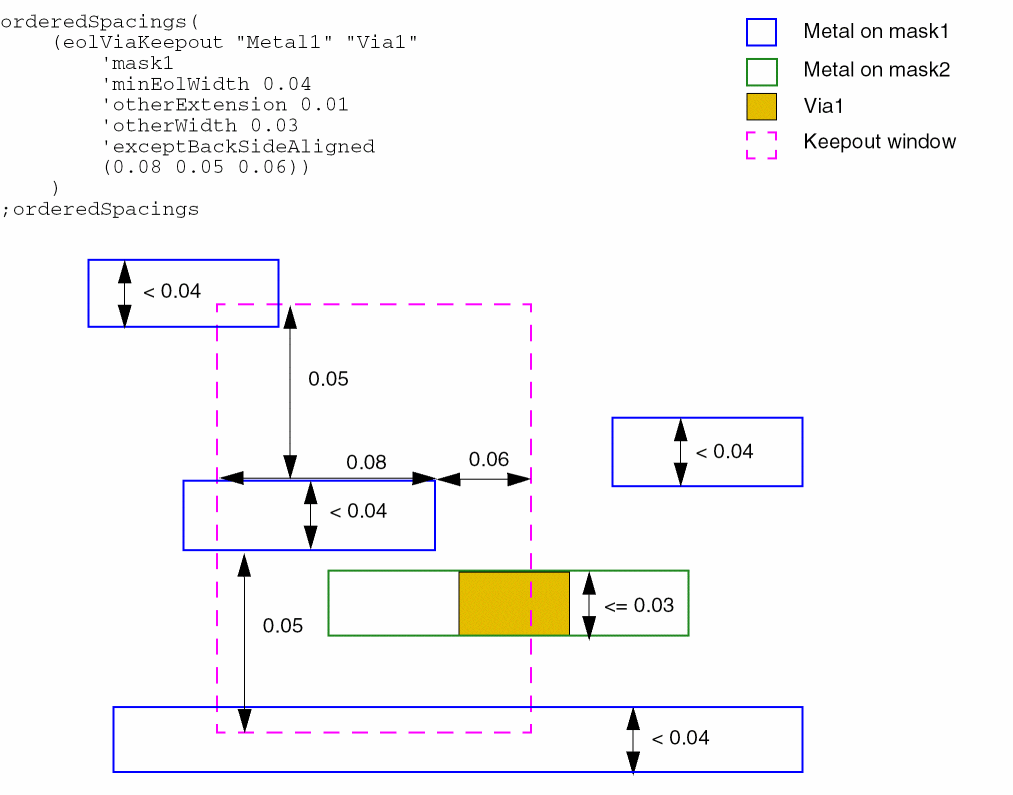 orderedSpacings(
(eolViaKeepout "Metal1" "Via1"
'mask1
'minEolWidth 0.04
'otherExtension 0.01
'otherWidth 0.03
'exceptBackSideAligned
(0.08 0.05 0.06))
)
;orderedSpacings
Metal on mask1
Metal on mask2
Via1
Keepout window
< 0.04
0.05
< 0.04
0.08
0.06
< 0.04
<= 0.03
0.05
< 0.04